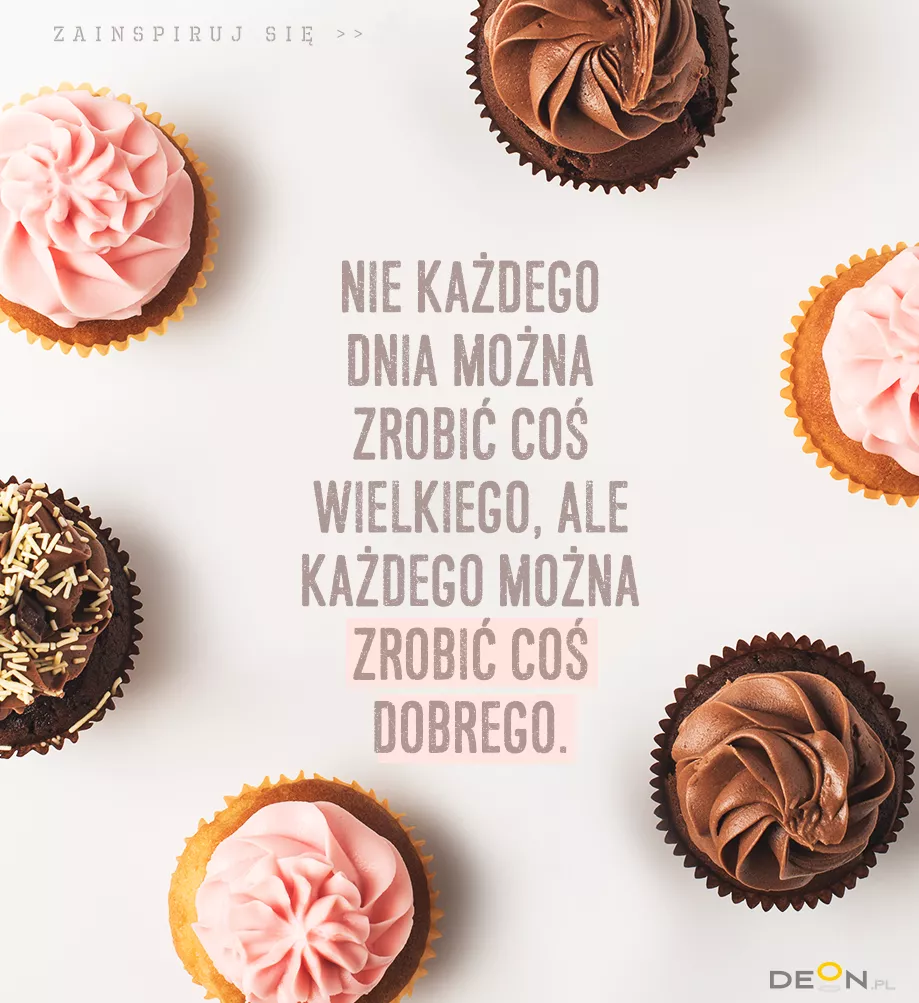 ZAINSPIRUJ SIĘ >>
NIE KAŻDEGO
DNIA MOŻNA
ZROBIĆ COŚ
WIELKIEGO, ALE
KAŻDEGO MOŻNA
ZROBIĆ COŚ
DOBREGO.
DEON.PL